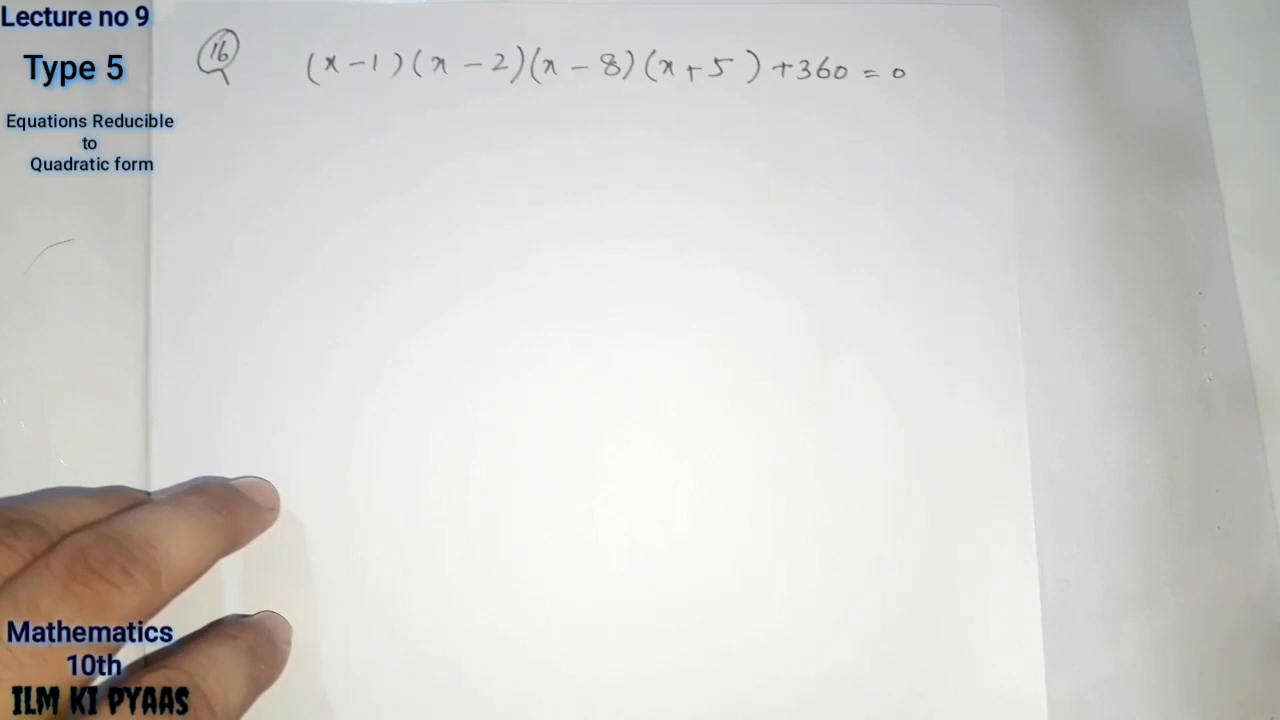 Lecture no 9
Type 5
Equations Reducible
to
Quadratic form
16
(x-1)(x-2)(x-8)(x+5)+360=0
Mathematics
10th
ILM KI PYAAS